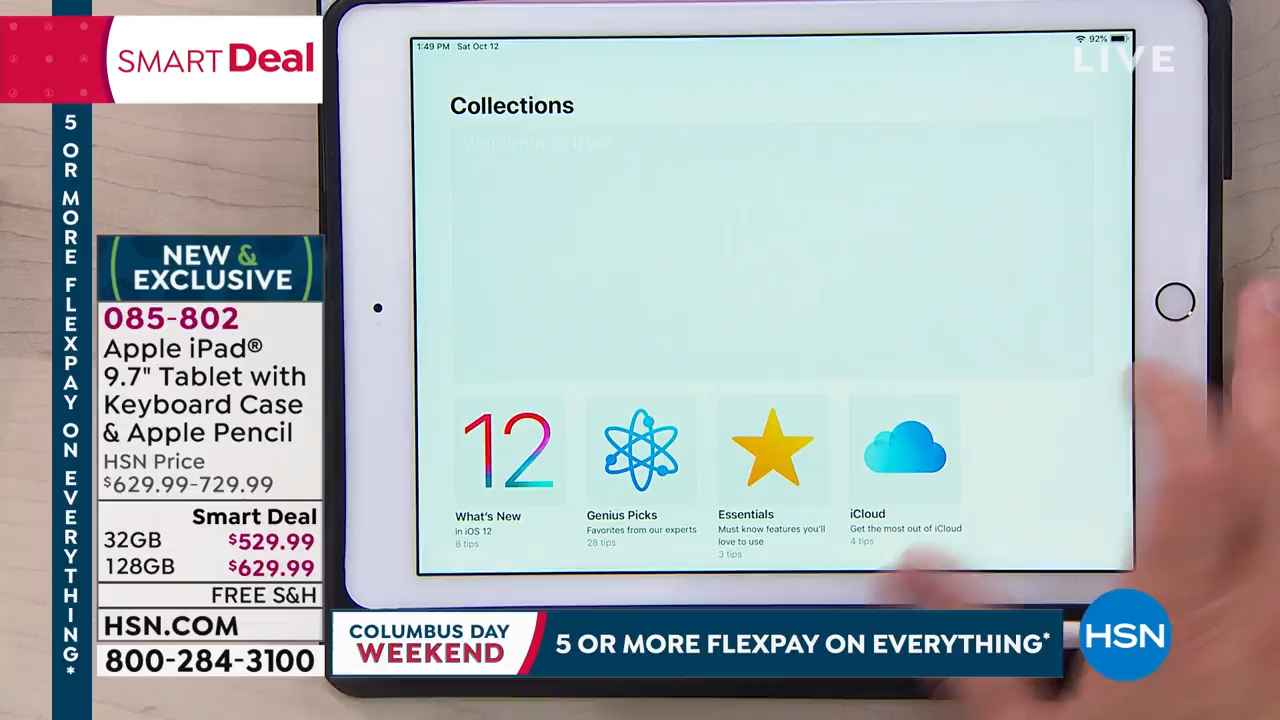 SMART Deal
5 OR MORE FLEXPAY ON EVERYTHING*
NEW &
EXCLUSIVE
085-802
Apple iPad®
9.7" Tablet with
Keyboard Case
& Apple Pencil
HSN Price
$629.99-729.99
Smart Deal
32GB $529.99
128GB $629.99
FREE S&H
HSN.COM
800-284-3100
1:49 PM Sat Oct 12
92%
LIVE
Collections
Welcome to iPad
12
What's New
in iOS 12
8 tips
Genius Picks
Favorites from our experts
28 tips
Essentials
Must know features you'll
love to use
3 tips
iCloud
Get the most out of iCloud
4 tips
COLUMBUS DAY
WEEKEND
5 OR MORE FLEXPAY ON EVERYTHING*
HSN